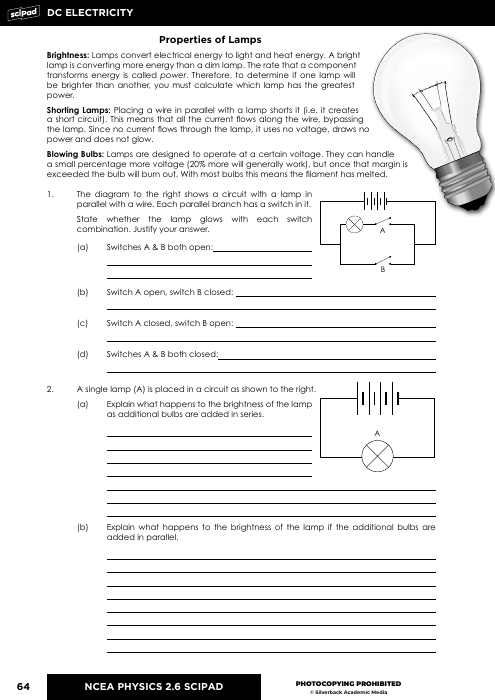 scipad DC ELECTRICITY
Properties of Lamps
Brightness: Lamps convert electrical energy to light and heat energy. A bright
lamp is converting more energy than a dim lamp. The rate that a component
transforms energy is called power. Therefore, to determine if one lamp will
be brighter than another, you must calculate which lamp has the greatest
power.
Shorting Lamps: Placing a wire in parallel with a lamp shorts it (i.e. it creates
a short circuit). This means that all the current flows along the wire, bypassing
the lamp. Since no current flows through the lamp, it uses no voltage, draws no
power and does not glow.
Blowing Bulbs: Lamps are designed to operate at a certain voltage. They can handle
a small percentage more voltage (20% more will generally work), but once that margin is
exceeded the bulb will burn out. With most bulbs this means the filament has melted.
1. The diagram to the right shows a circuit with a lamp in
parallel with a wire. Each parallel branch has a switch in it.
State whether the lamp glows with each switch
combination. Justify your answer.
A
B
(a) Switches A & B both open:
(b) Switch A open, switch B closed:
(c) Switch A closed, switch B open:
(d) Switches A & B both closed:
2. A single lamp (A) is placed in a circuit as shown to the right.
(a) Explain what happens to the brightness of the lamp
as additional bulbs are added in series.
A
(b) Explain what happens to the brightness of the lamp if the additional bulbs are
added in parallel.
64 NCEA PHYSICS 2.6 SCIPAD PHOTOCOPYING PROHIBITED
© Silverback Academic Media